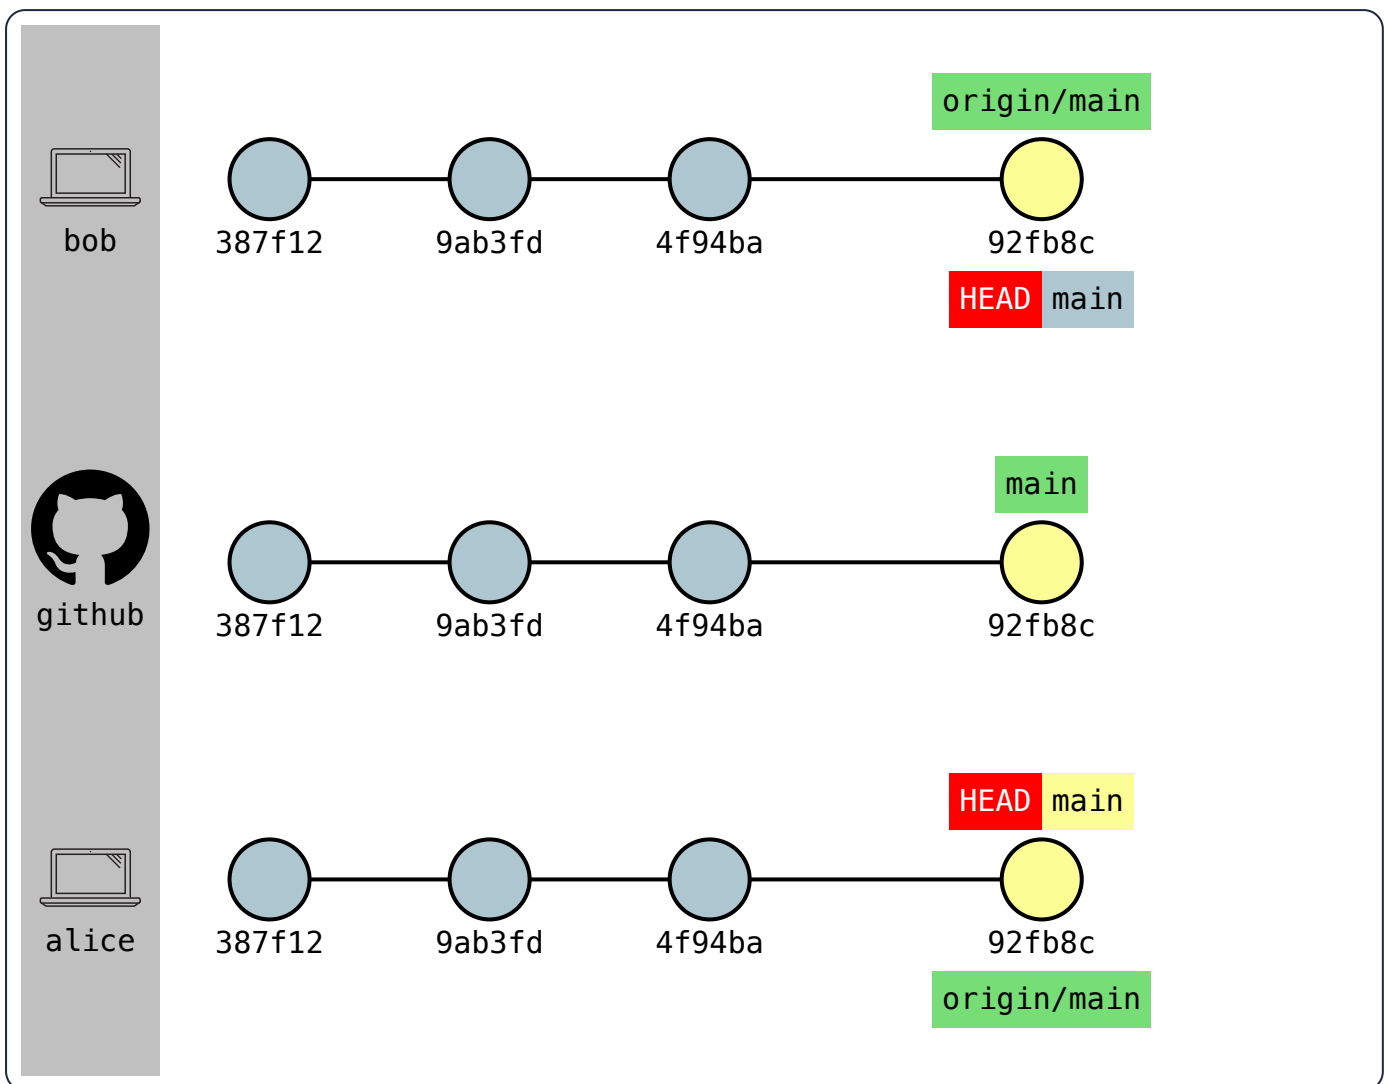 origin/main
bob
387f12
9ab3fd
4f94ba
92fb8c
HEAD main
main
github
387f12
9ab3fd
4f94ba
92fb8c
HEAD main
alice
387f12
9ab3fd
4f94ba
92fb8c
origin/main